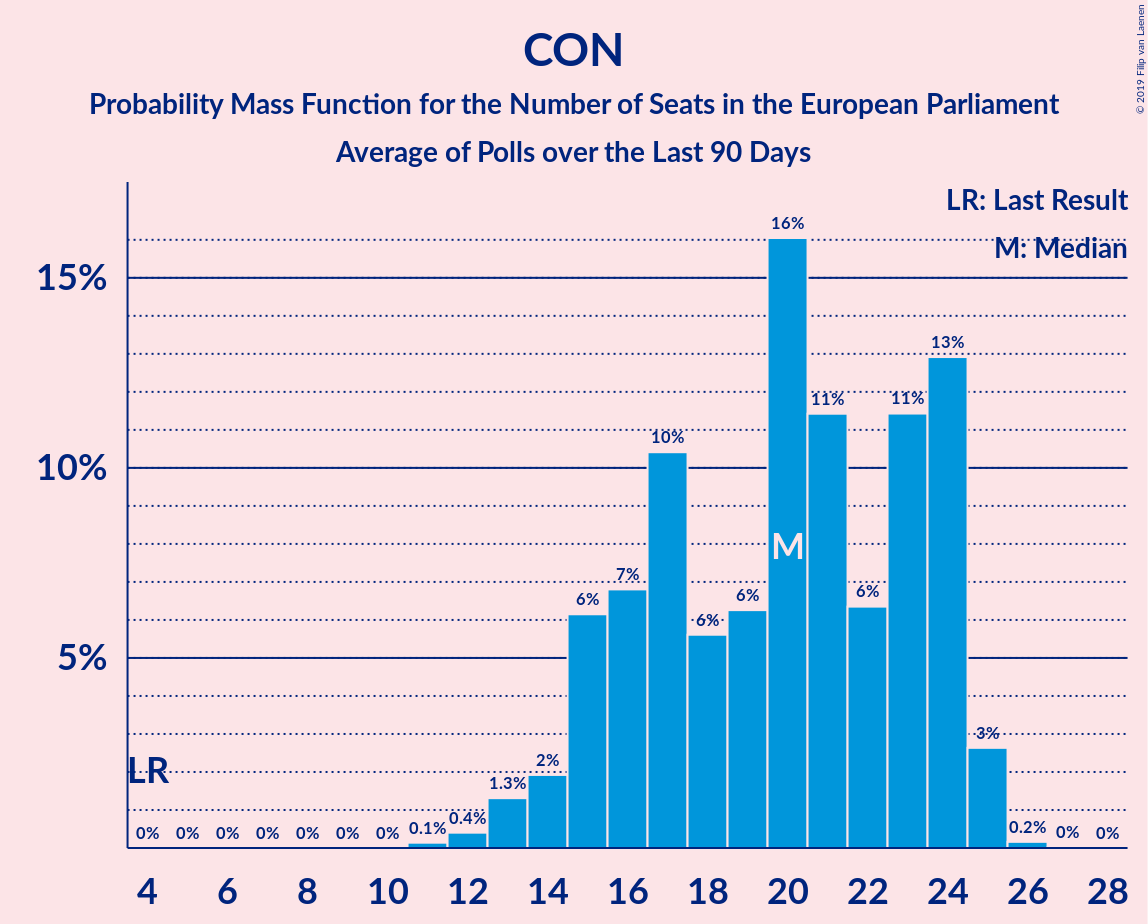 CON
Probability Mass Function for the Number of Seats in the European Parliament
Average of Polls over the Last 90 Days
© 2019 Filip van Laenen
LR: Last Result
M: Median
16%
15%
13%
11%
11%
10%
10%
M
7%
6%
6%
6%
6%
5%
3%
LR
2%
1.3%
0.4%
0% 0% 0% 0% 0% 0% 0% 0.1% 0.2% 0% 0%
4 6 8 10 12 14 16 18 20 22 24 26 28